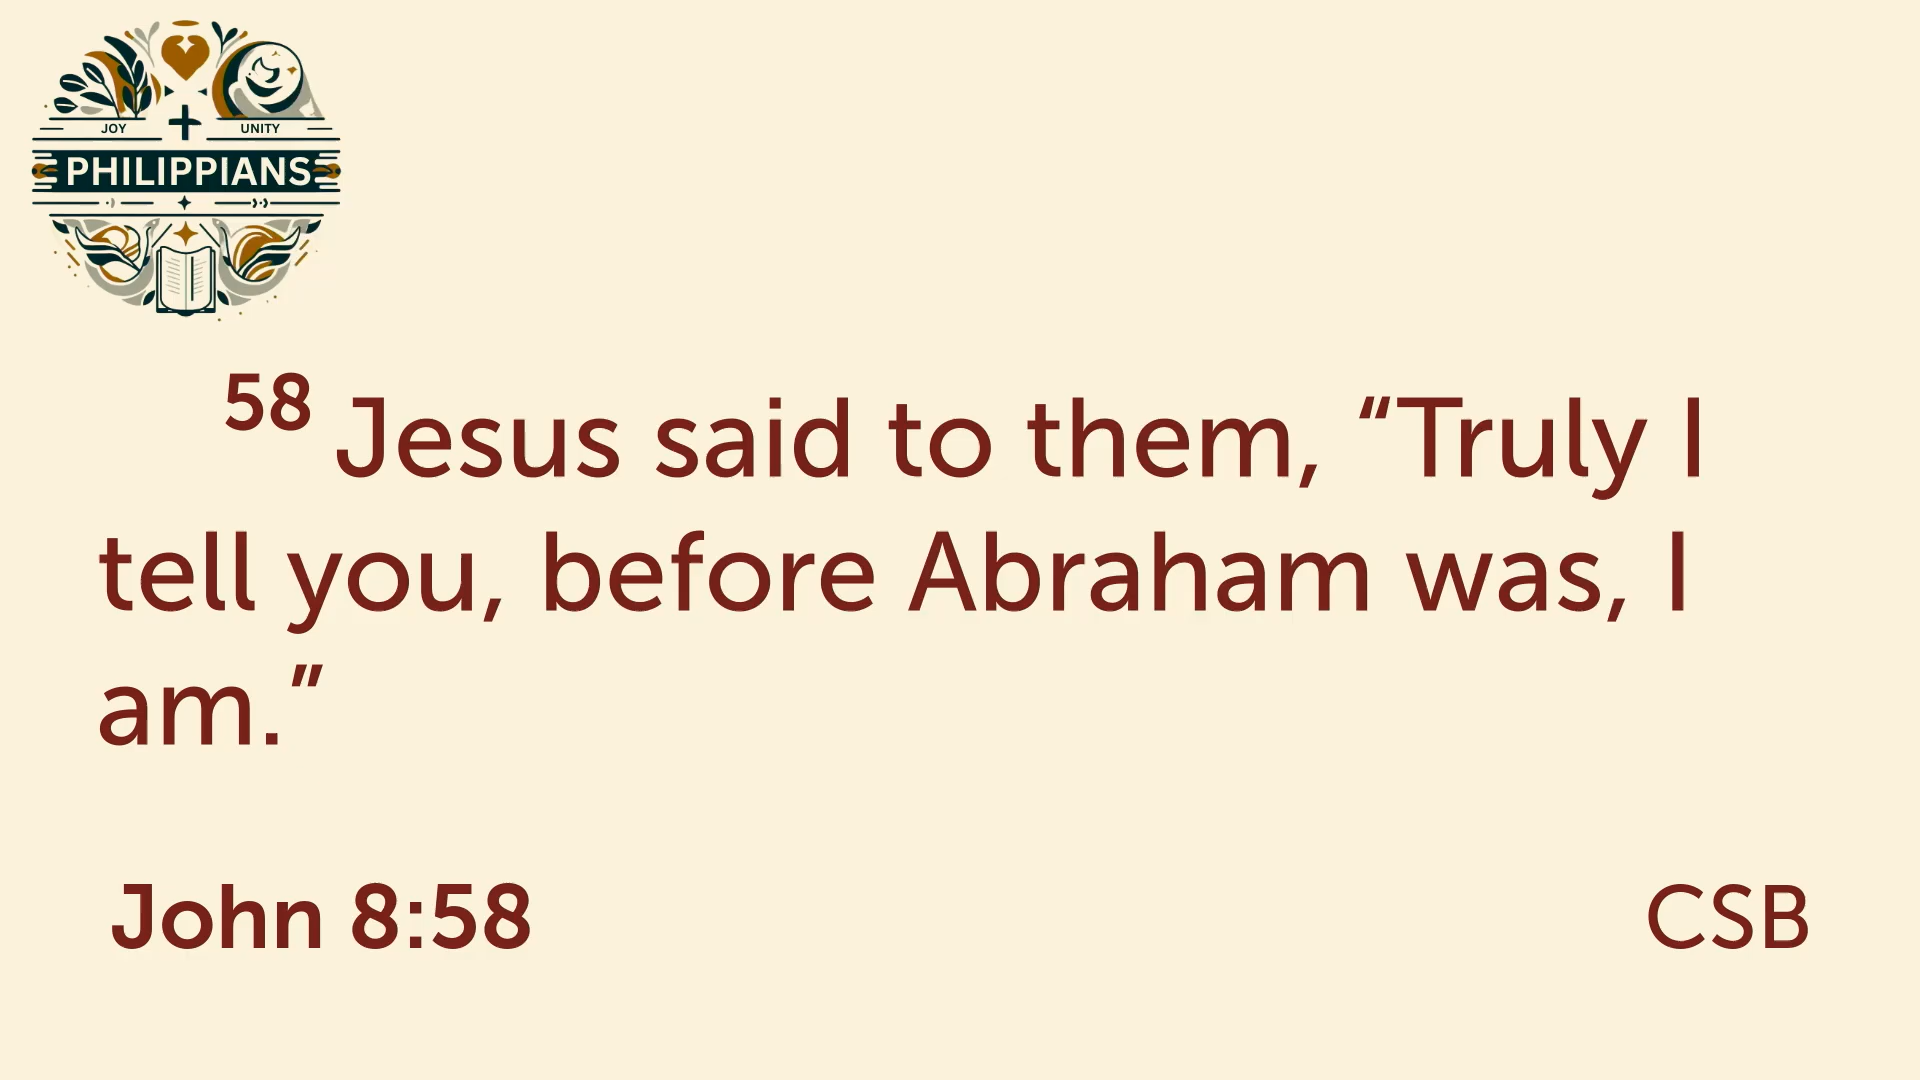 JOY
UNITY
PHILIPPIANS
58 Jesus said to them, “Truly I
tell you, before Abraham was, I
am.”
John 8:58
CSB